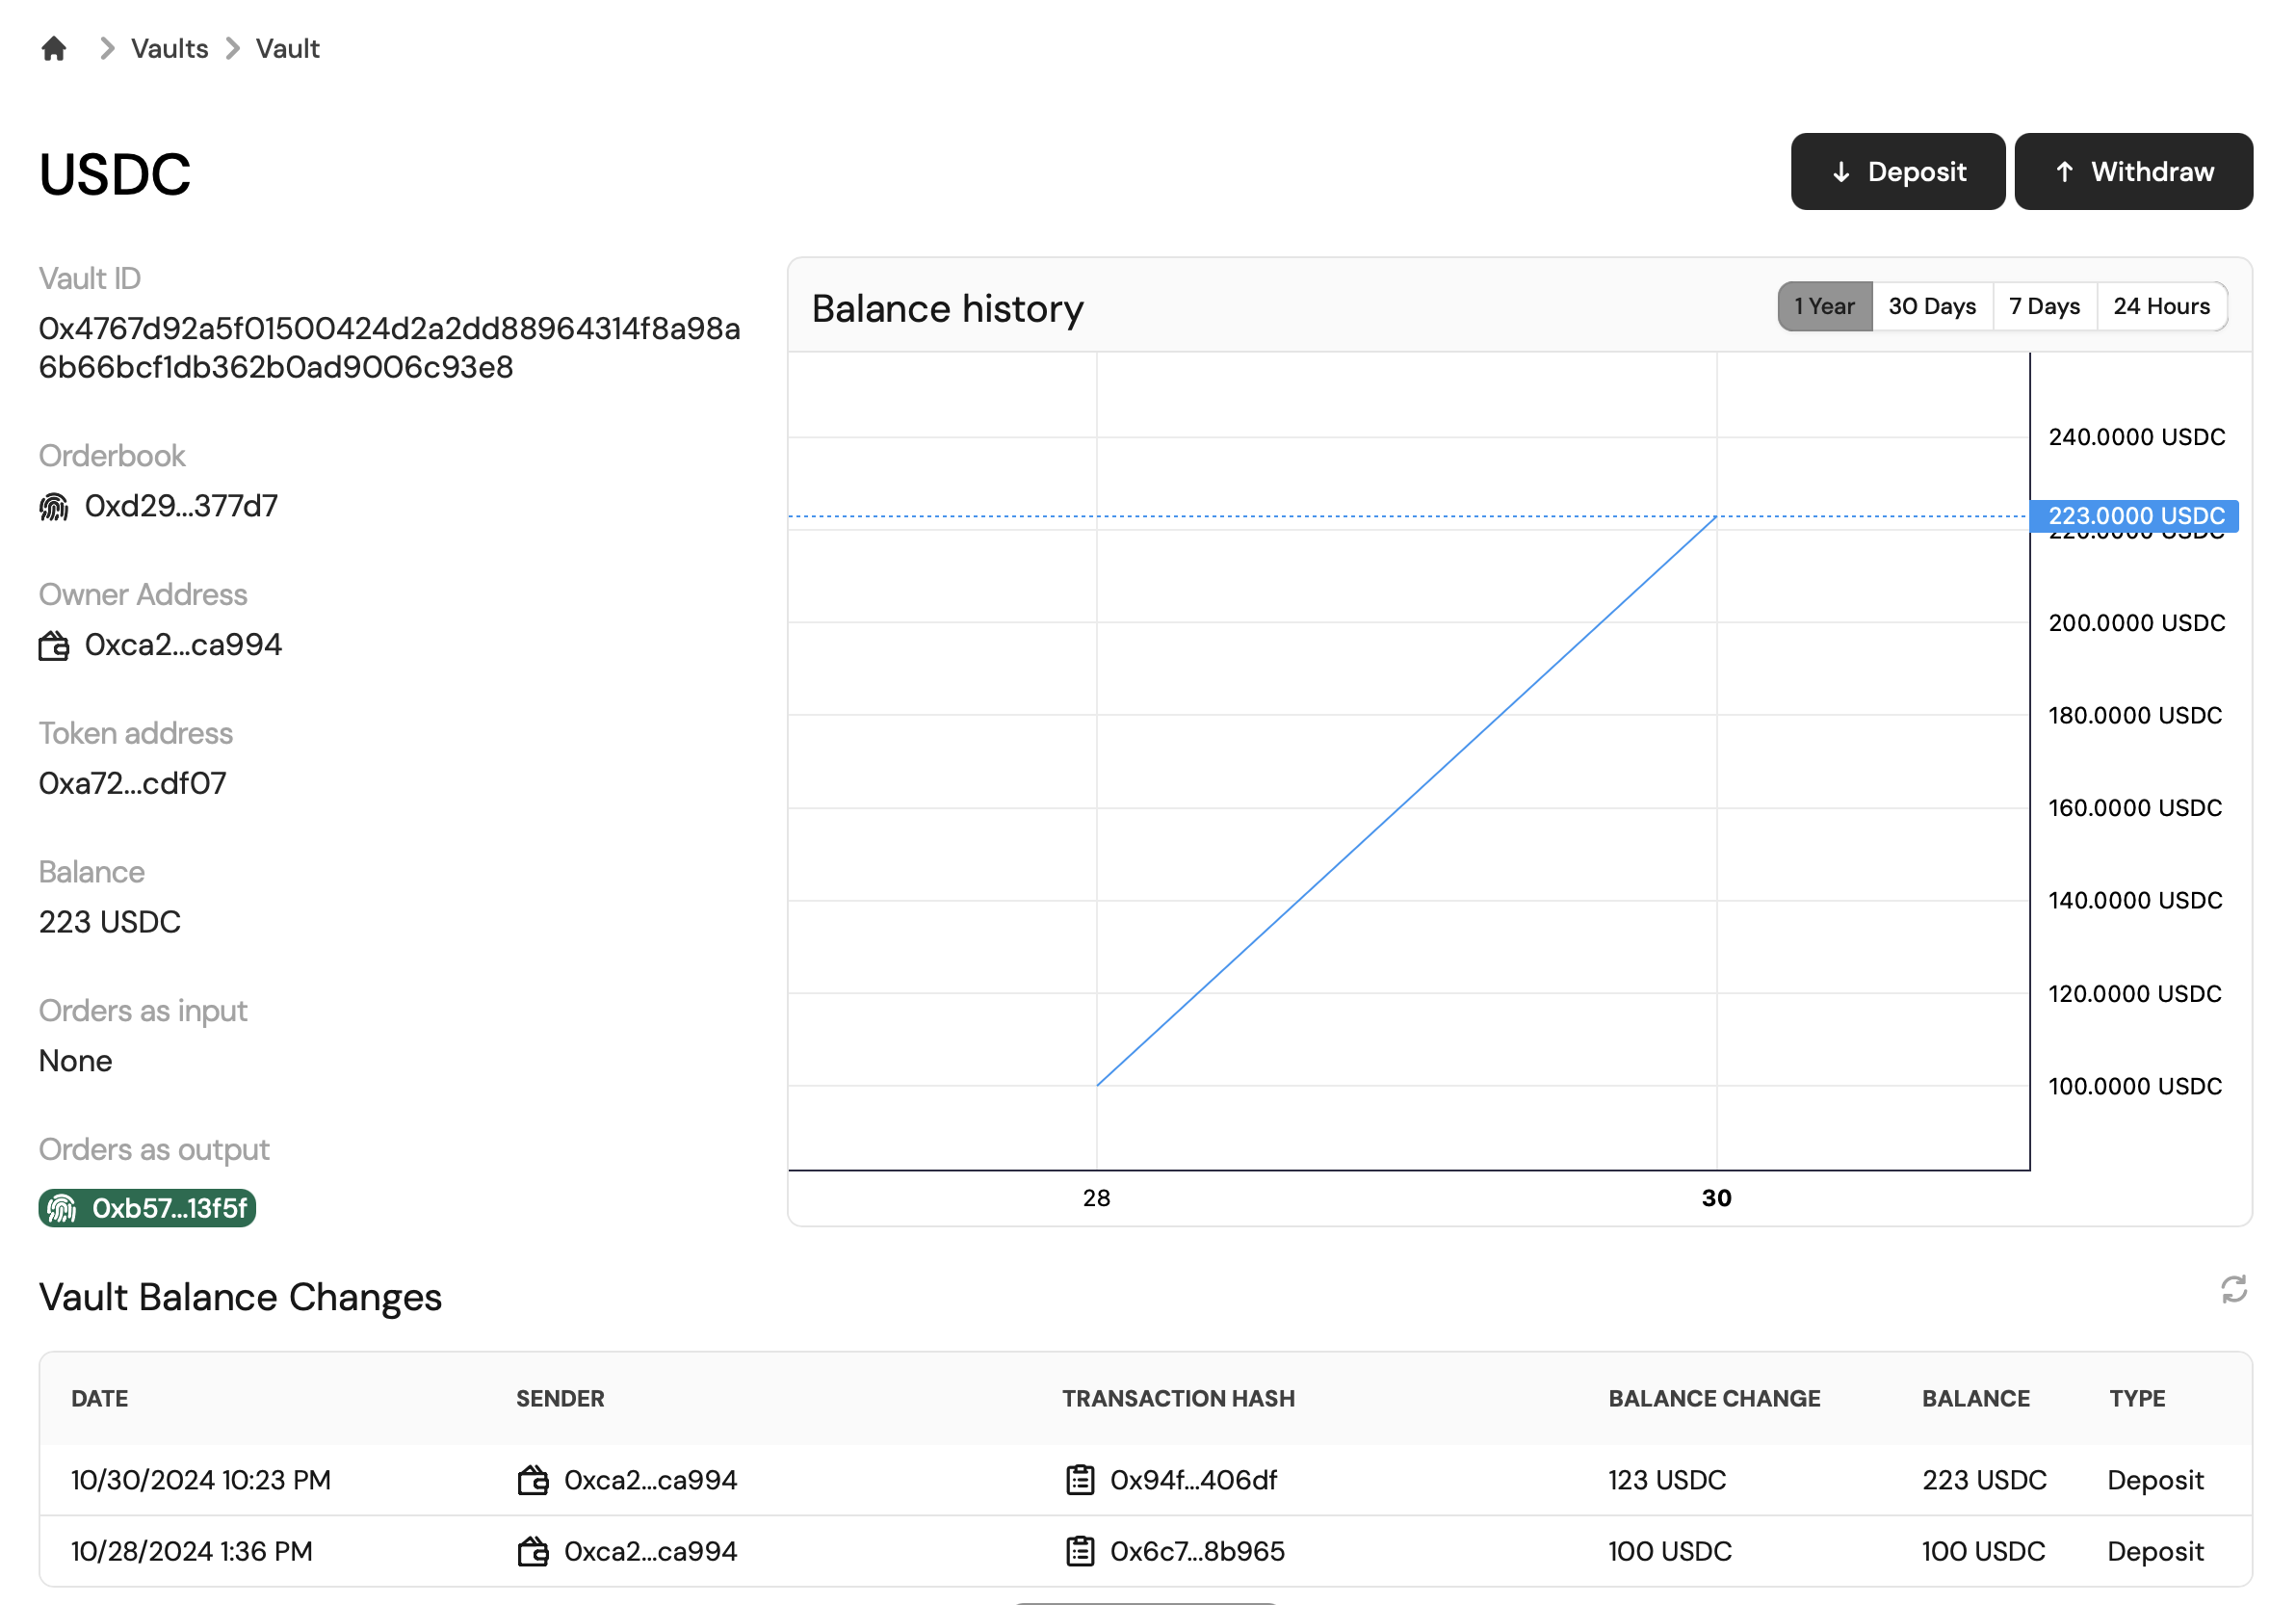 Vaults Vault
USDC
Deposit
Withdraw
Vault ID
0x4767d92a5f01500424d2a2dd88964314f8a98a
6b66bcf1db362b0ad9006c93e8
Orderbook
0xd29...377d7
Owner Address
0xca2...ca994
Token address
0xa72...cdf07
Balance
223 USDC
Orders as input
None
Orders as output
0xb57...13f5f
Balance history
1 Year 30 Days 7 Days 24 Hours
240.0000 USDC
223.0000 USDC
220.0000 USDC
200.0000 USDC
180.0000 USDC
160.0000 USDC
140.0000 USDC
120.0000 USDC
100.0000 USDC
28 30
Vault Balance Changes
DATE SENDER TRANSACTION HASH BALANCE CHANGE BALANCE TYPE
10/30/2024 10:23 PM 0xca2...ca994 0x94f...406df 123 USDC 223 USDC Deposit
10/28/2024 1:36 PM 0xca2...ca994 0x6c7...8b965 100 USDC 100 USDC Deposit